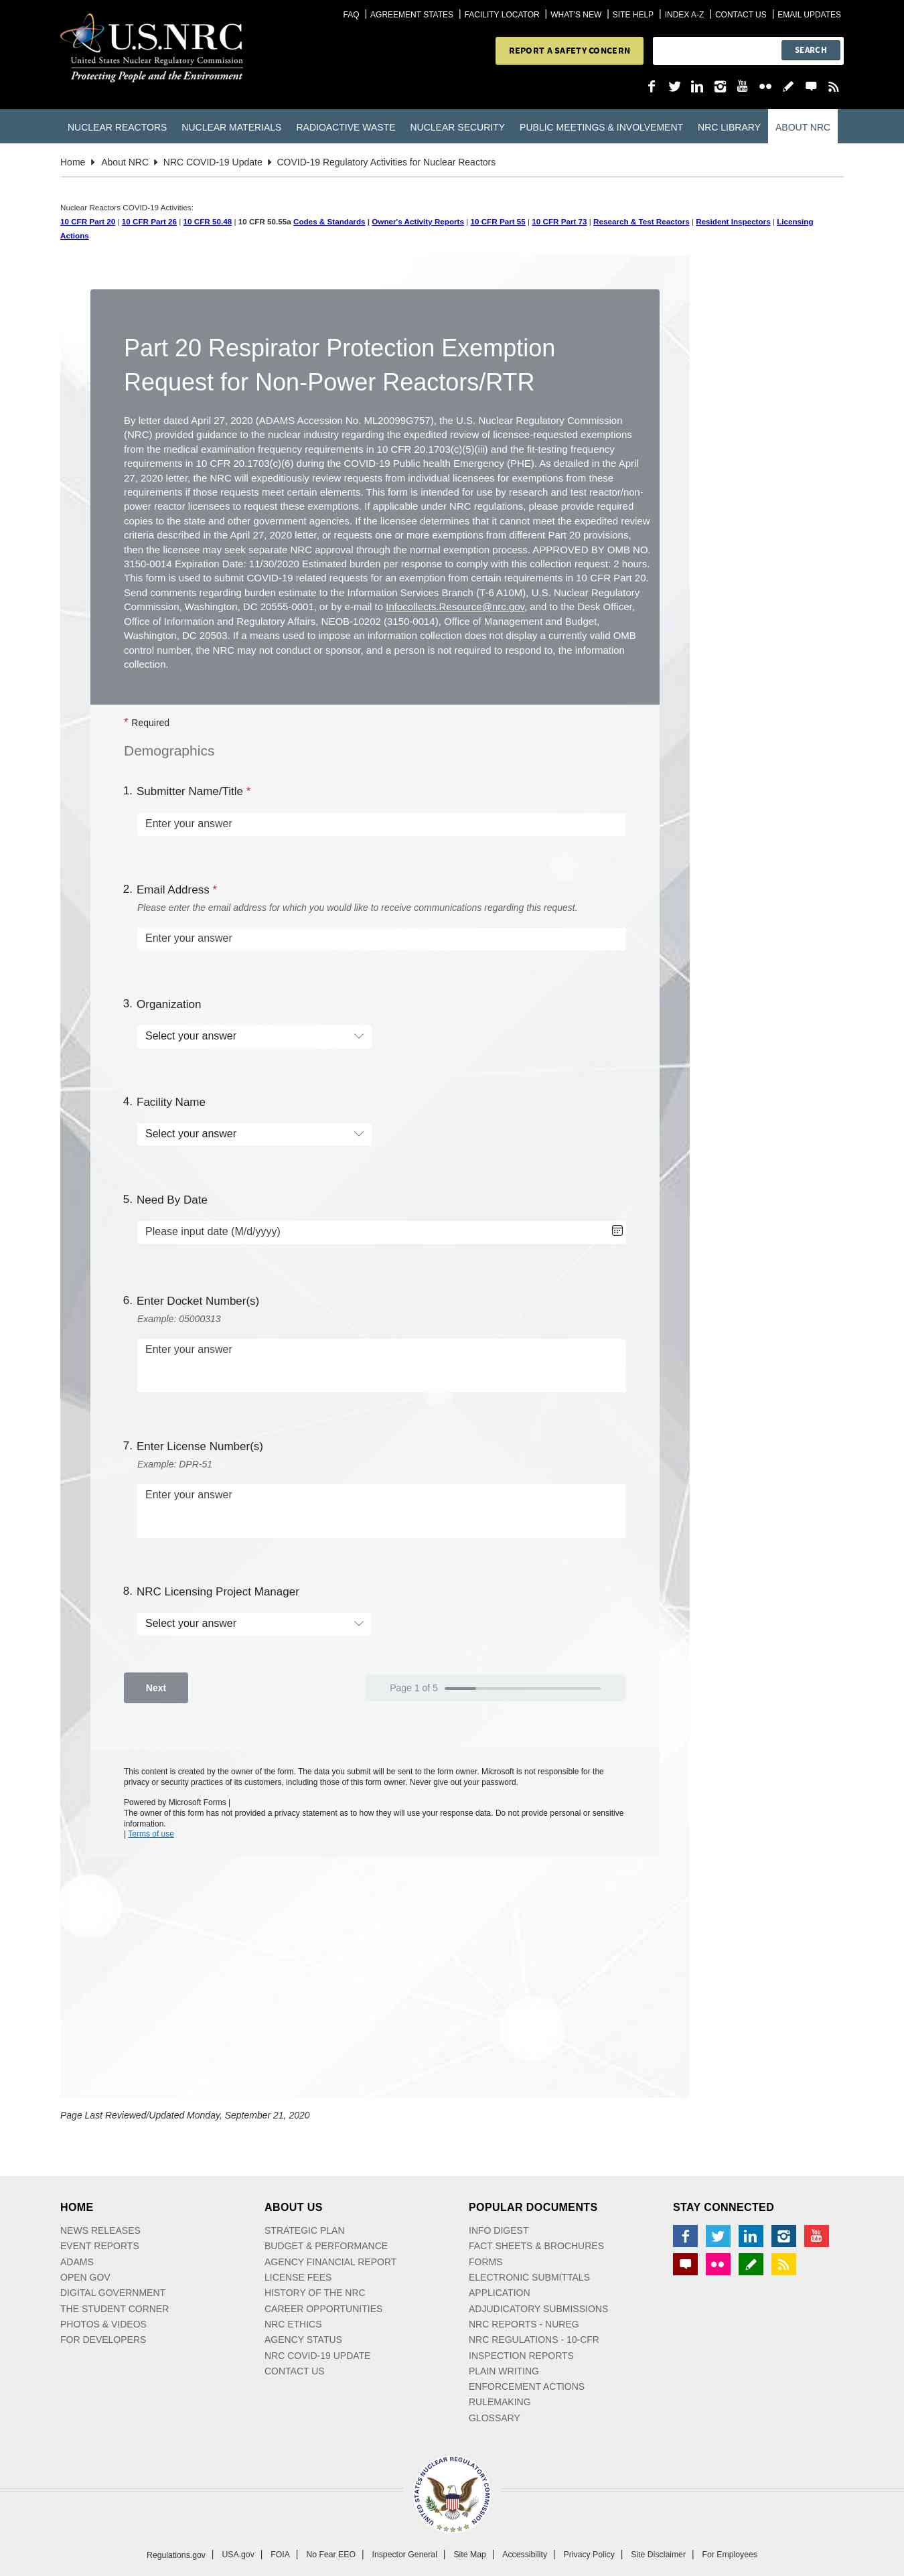 FAQ | AGREEMENT STATES | FACILITY LOCATOR | WHAT'S NEW | SITE HELP | INDEX A-Z | CONTACT US | EMAIL UPDATES
U.S.NRC
United States Nuclear Regulatory Commission
Protecting People and the Environment
REPORT A SAFETY CONCERN
SEARCH
NUCLEAR REACTORS NUCLEAR MATERIALS RADIOACTIVE WASTE NUCLEAR SECURITY PUBLIC MEETINGS & INVOLVEMENT NRC LIBRARY ABOUT NRC
Home About NRC NRC COVID-19 Update COVID-19 Regulatory Activities for Nuclear Reactors
Nuclear Reactors COVID-19 Activities:
10 CFR Part 20 | 10 CFR Part 26 | 10 CFR 50.48 | 10 CFR 50.55a Codes & Standards | Owner's Activity Reports | 10 CFR Part 55 | 10 CFR Part 73 | Research & Test Reactors | Resident Inspectors | Licensing
Actions
Part 20 Respirator Protection Exemption
Request for Non-Power Reactors/RTR
By letter dated April 27, 2020 (ADAMS Accession No. ML20099G757), the U.S. Nuclear Regulatory Commission
(NRC) provided guidance to the nuclear industry regarding the expedited review of licensee-requested exemptions
from the medical examination frequency requirements in 10 CFR 20.1703(c)(5)(iii) and the fit-testing frequency
requirements in 10 CFR 20.1703(c)(6) during the COVID-19 Public health Emergency (PHE). As detailed in the April
27, 2020 letter, the NRC will expeditiously review requests from individual licensees for exemptions from these
requirements if those requests meet certain elements. This form is intended for use by research and test reactor/non-
power reactor licensees to request these exemptions. If applicable under NRC regulations, please provide required
copies to the state and other government agencies. If the licensee determines that it cannot meet the expedited review
criteria described in the April 27, 2020 letter, or requests one or more exemptions from different Part 20 provisions,
then the licensee may seek separate NRC approval through the normal exemption process. APPROVED BY OMB NO.
3150-0014 Expiration Date: 11/30/2020 Estimated burden per response to comply with this collection request: 2 hours.
This form is used to submit COVID-19 related requests for an exemption from certain requirements in 10 CFR Part 20.
Send comments regarding burden estimate to the Information Services Branch (T-6 A10M), U.S. Nuclear Regulatory
Commission, Washington, DC 20555-0001, or by e-mail to Infocollects.Resource@nrc.gov, and to the Desk Officer,
Office of Information and Regulatory Affairs, NEOB-10202 (3150-0014), Office of Management and Budget,
Washington, DC 20503. If a means used to impose an information collection does not display a currently valid OMB
control number, the NRC may not conduct or sponsor, and a person is not required to respond to, the information
collection.
* Required
Demographics
1. Submitter Name/Title *
Enter your answer
2. Email Address *
Please enter the email address for which you would like to receive communications regarding this request.
Enter your answer
3. Organization
Select your answer
4. Facility Name
Select your answer
5. Need By Date
Please input date (M/d/yyyy)
6. Enter Docket Number(s)
Example: 05000313
Enter your answer
7. Enter License Number(s)
Example: DPR-51
Enter your answer
8. NRC Licensing Project Manager
Select your answer
Next
Page 1 of 5
This content is created by the owner of the form. The data you submit will be sent to the form owner. Microsoft is not responsible for the
privacy or security practices of its customers, including those of this form owner. Never give out your password.
Powered by Microsoft Forms |
The owner of this form has not provided a privacy statement as to how they will use your response data. Do not provide personal or sensitive
information.
| Terms of use
Page Last Reviewed/Updated Monday, September 21, 2020
HOME
NEWS RELEASES
EVENT REPORTS
ADAMS
OPEN GOV
DIGITAL GOVERNMENT
THE STUDENT CORNER
PHOTOS & VIDEOS
FOR DEVELOPERS
ABOUT US
STRATEGIC PLAN
BUDGET & PERFORMANCE
AGENCY FINANCIAL REPORT
LICENSE FEES
HISTORY OF THE NRC
CAREER OPPORTUNITIES
NRC ETHICS
AGENCY STATUS
NRC COVID-19 UPDATE
CONTACT US
POPULAR DOCUMENTS
INFO DIGEST
FACT SHEETS & BROCHURES
FORMS
ELECTRONIC SUBMITTALS
APPLICATION
ADJUDICATORY SUBMISSIONS
NRC REPORTS - NUREG
NRC REGULATIONS - 10-CFR
INSPECTION REPORTS
PLAIN WRITING
ENFORCEMENT ACTIONS
RULEMAKING
GLOSSARY
STAY CONNECTED
UNITED STATES NUCLEAR REGULATORY COMMISSION
Regulations.gov | USA.gov | FOIA | No Fear EEO | Inspector General | Site Map | Accessibility | Privacy Policy | Site Disclaimer | For Employees